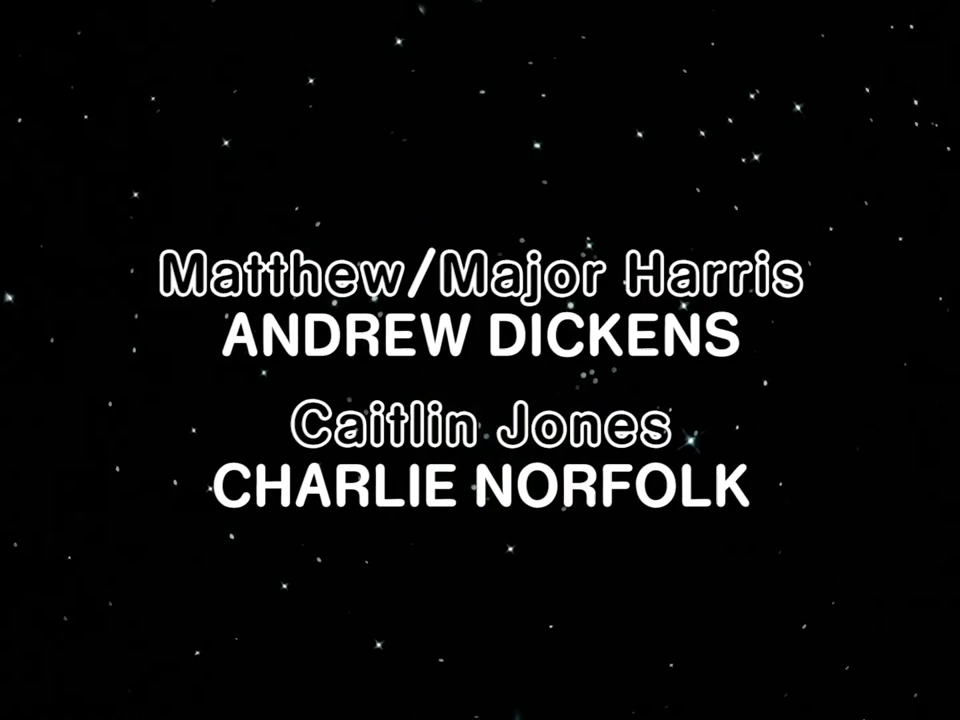 Matthew/Major Harris
ANDREW DICKENS
Caitlin Jones
CHARLIE NORFOLK